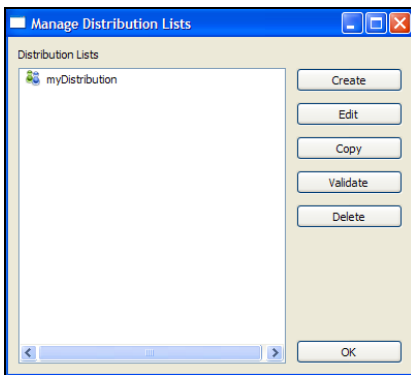 Manage Distribution Lists
Distribution Lists
myDistribution
Create
Edit
Copy
Validate
Delete
OK